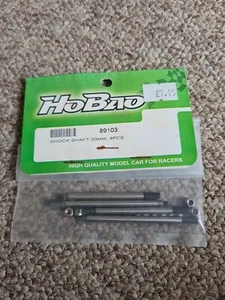 £7.15
HOBAO
89103
SHOCK SHAFT 30MM, 4PCS
HIGH QUALITY MODEL CAR FOR RACERS